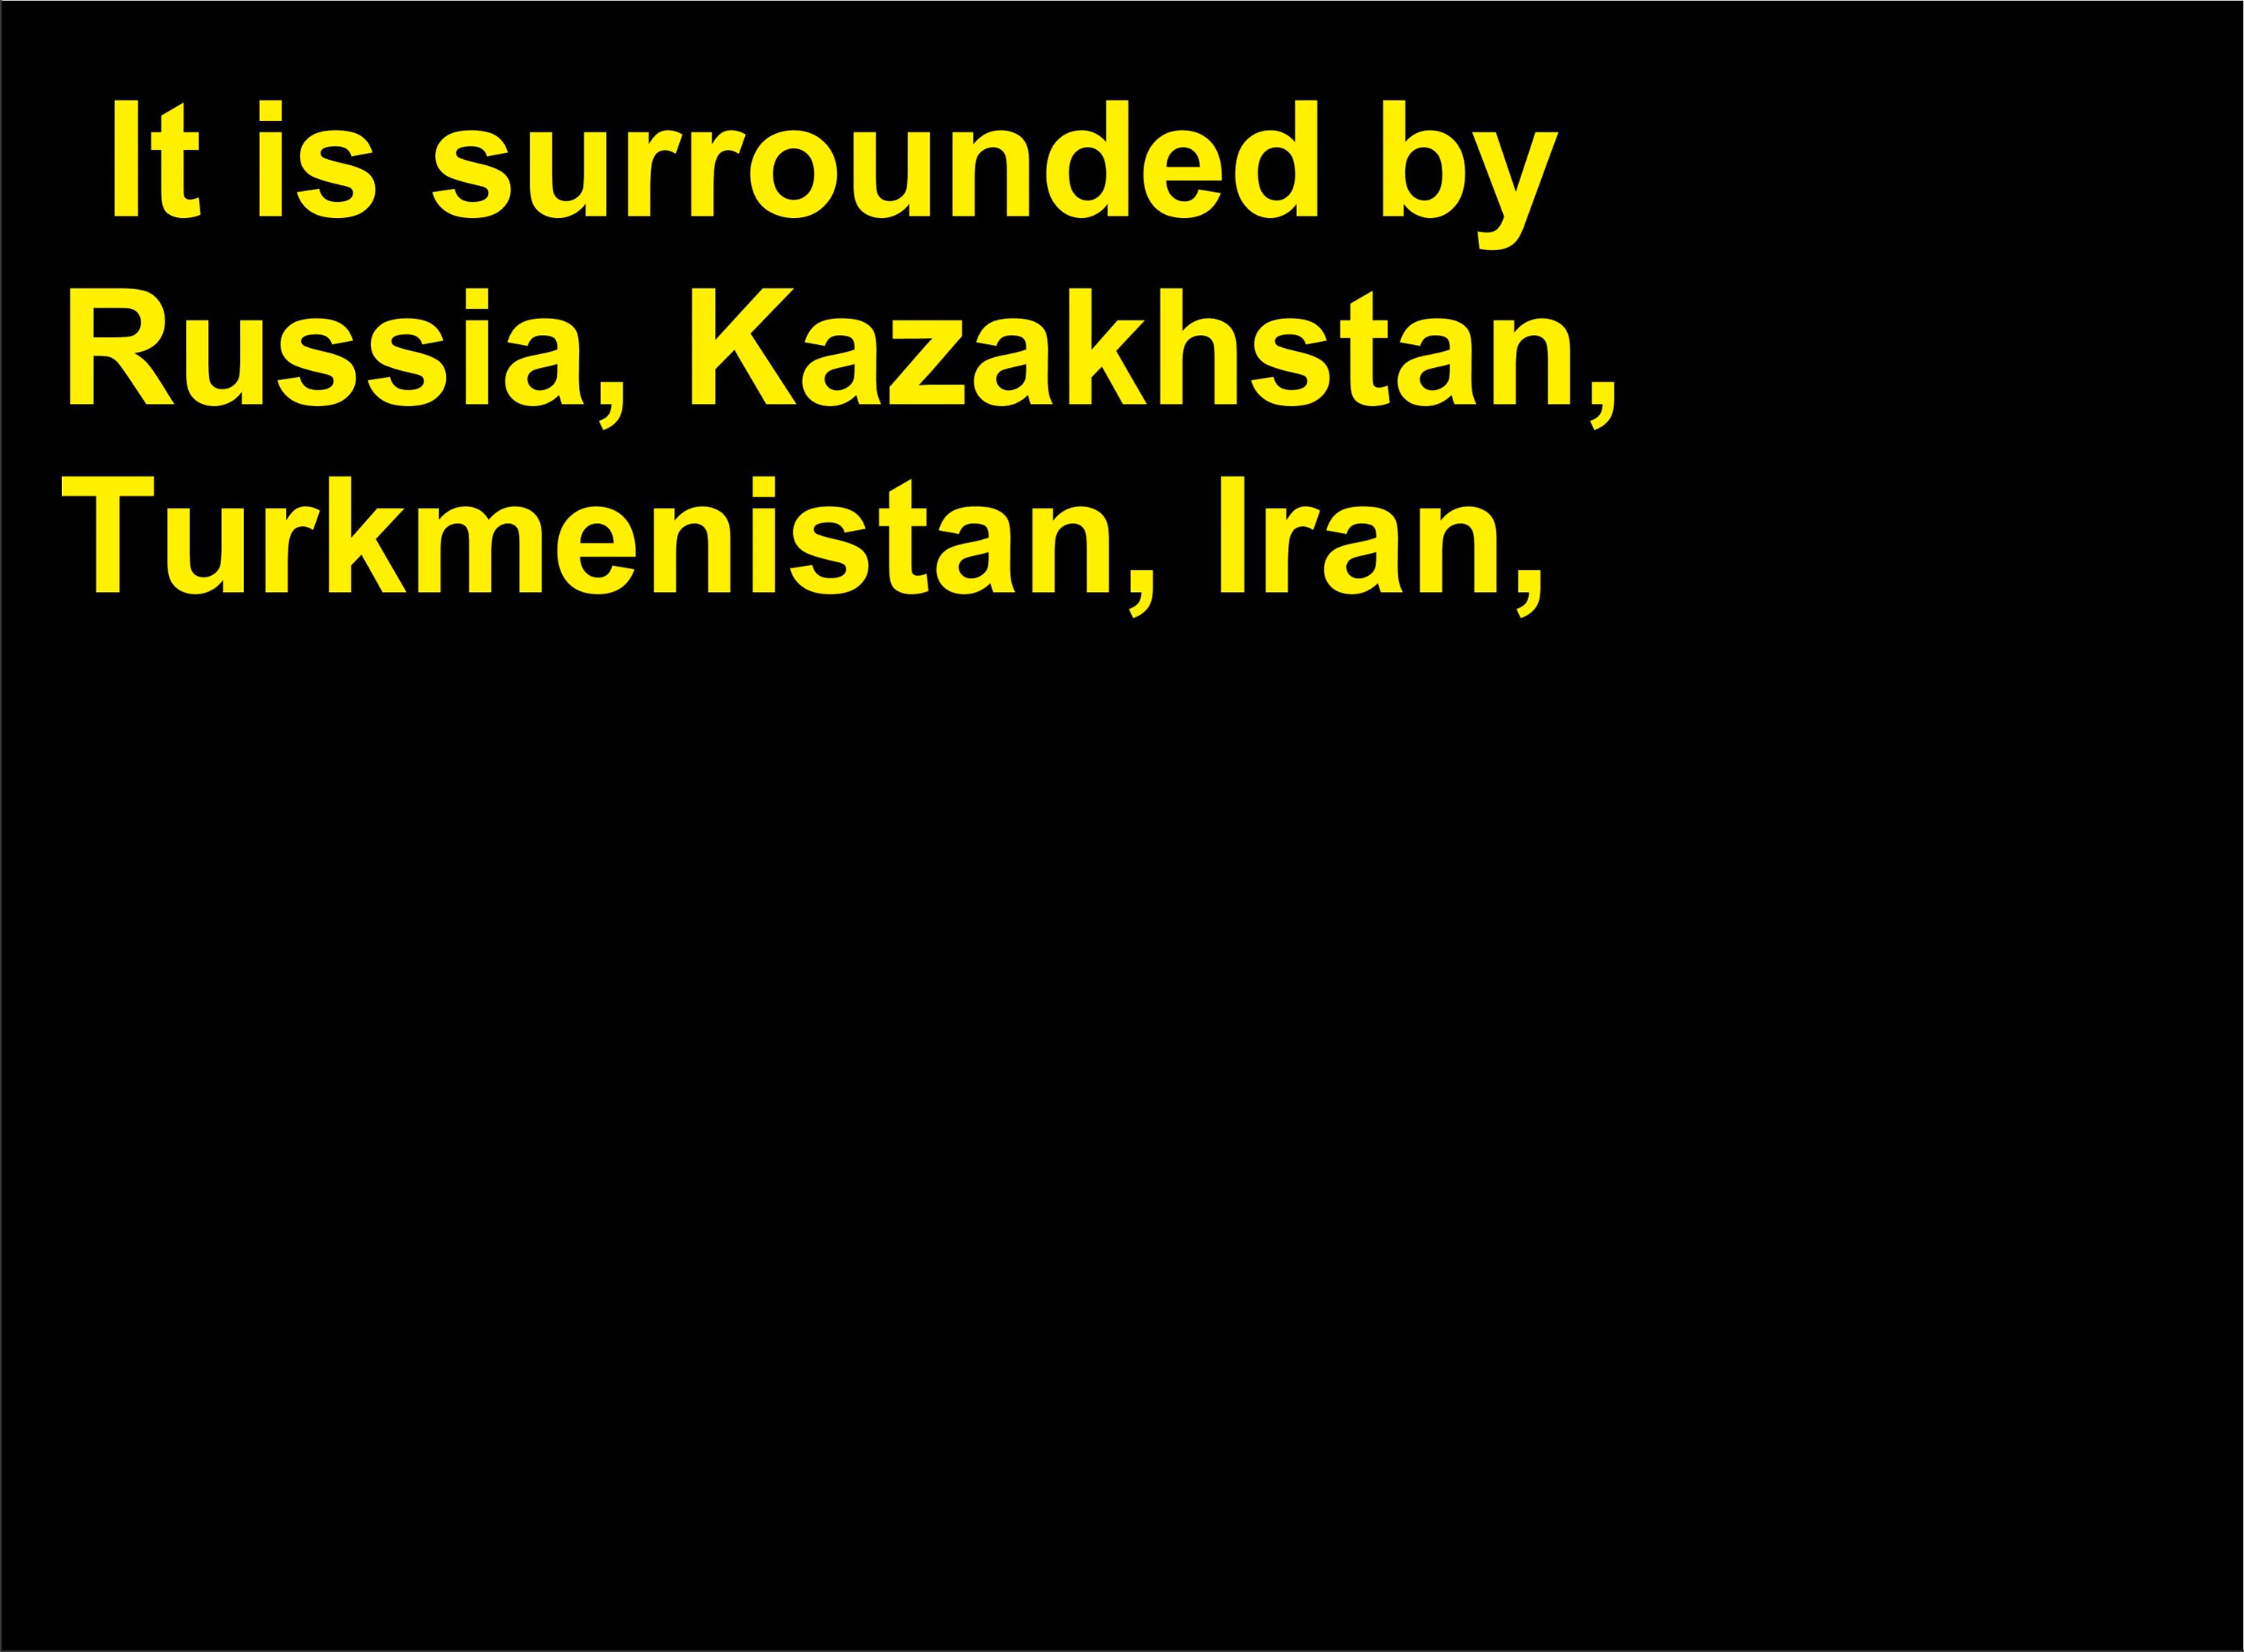 It is surrounded by
Russia, Kazakhstan,
Turkmenistan, Iran,